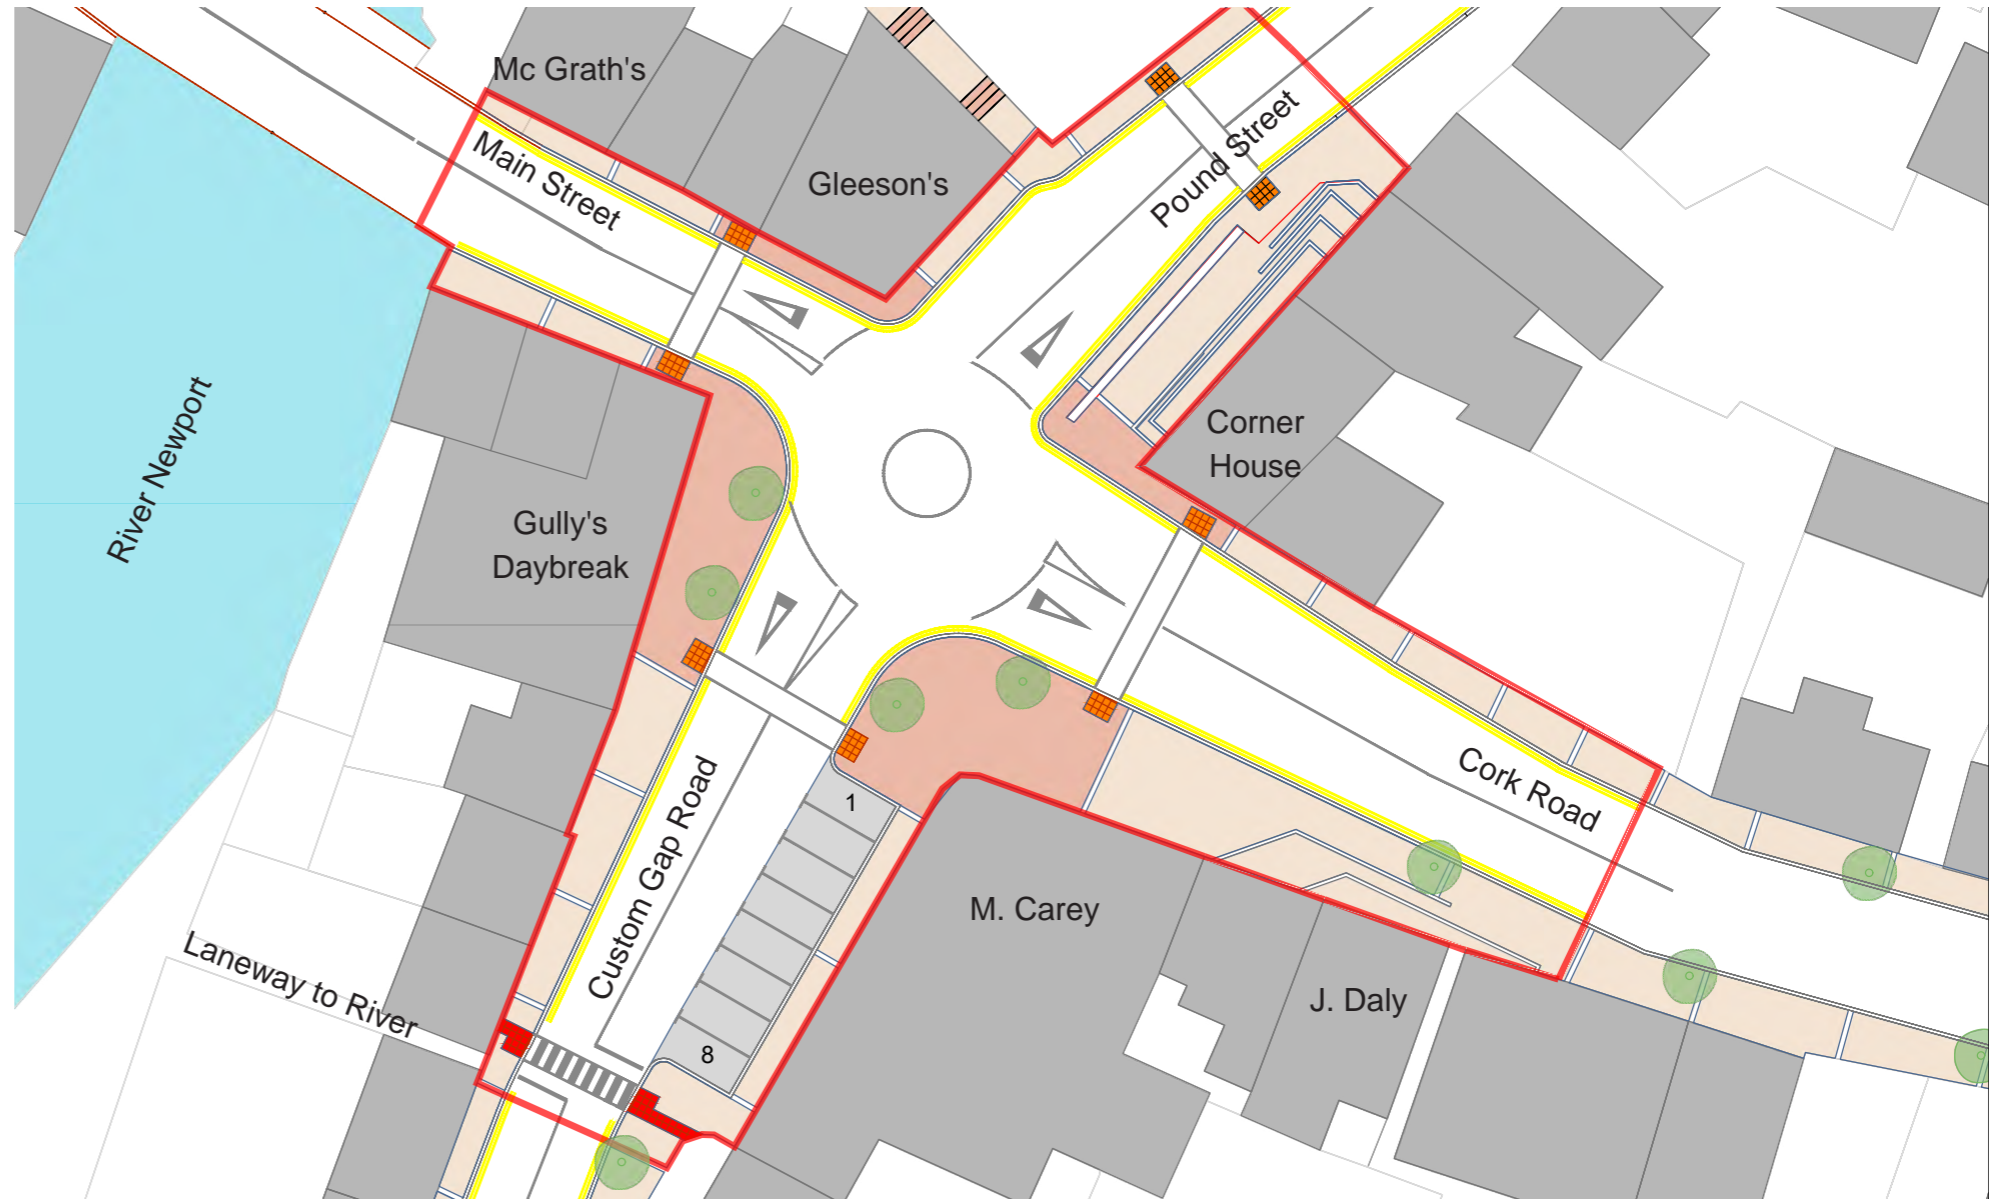 Mc Grath's
Main Street
Gleeson's
Pound Street
River Newport
Corner
House
Gully's
Daybreak
Custom Gap Road
1
8
Cork Road
M. Carey
J. Daly
Laneway to River